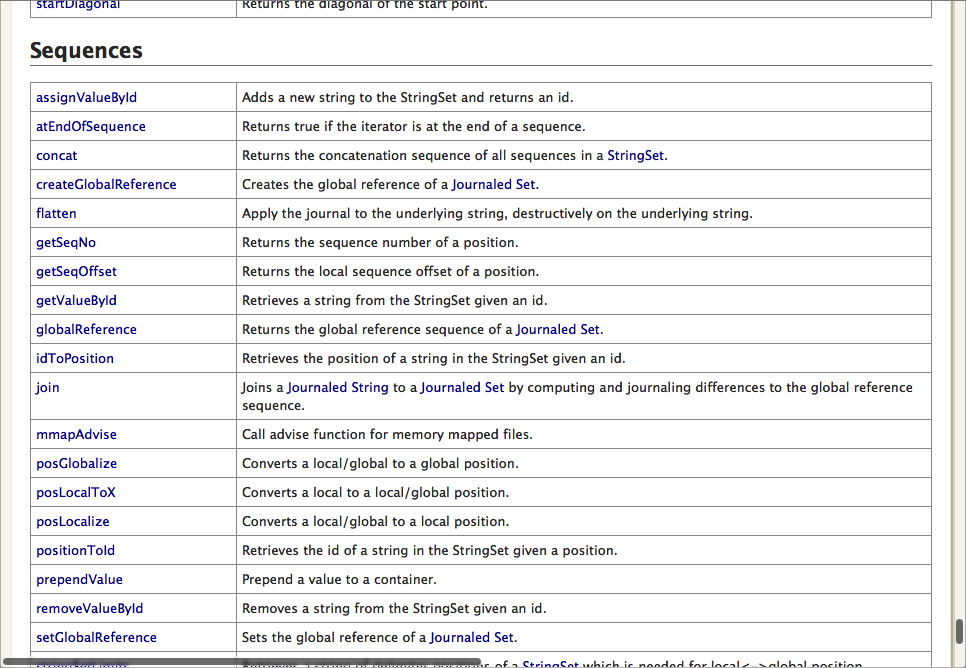 startDiagonal Returns the diagonal of the start point.
Sequences
assignValueById Adds a new string to the StringSet and returns an id.
atEndOfSequence Returns true if the iterator is at the end of a sequence.
concat Returns the concatenation sequence of all sequences in a StringSet.
createGlobalReference Creates the global reference of a Journaled Set.
flatten Apply the journal to the underlying string, destructively on the underlying string.
getSeqNo Returns the sequence number of a position.
getSeqOffset Returns the local sequence offset of a position.
getValueById Retrieves a string from the StringSet given an id.
globalReference Returns the global reference sequence of a Journaled Set.
idToPosition Retrieves the position of a string in the StringSet given an id.
join Joins a Journaled String to a Journaled Set by computing and journaling differences to the global reference
sequence.
mmapAdvise Call advise function for memory mapped files.
posGlobalize Converts a local/global to a global position.
posLocalToX Converts a local to a local/global position.
posLocalize Converts a local/global to a local position.
positionToId Retrieves the id of a string in the StringSet given a position.
prependValue Prepend a value to a container.
removeValueById Removes a string from the StringSet given an id.
setGlobalReference Sets the global reference of a Journaled Set.
of a StringSet which is needed for local<->global position